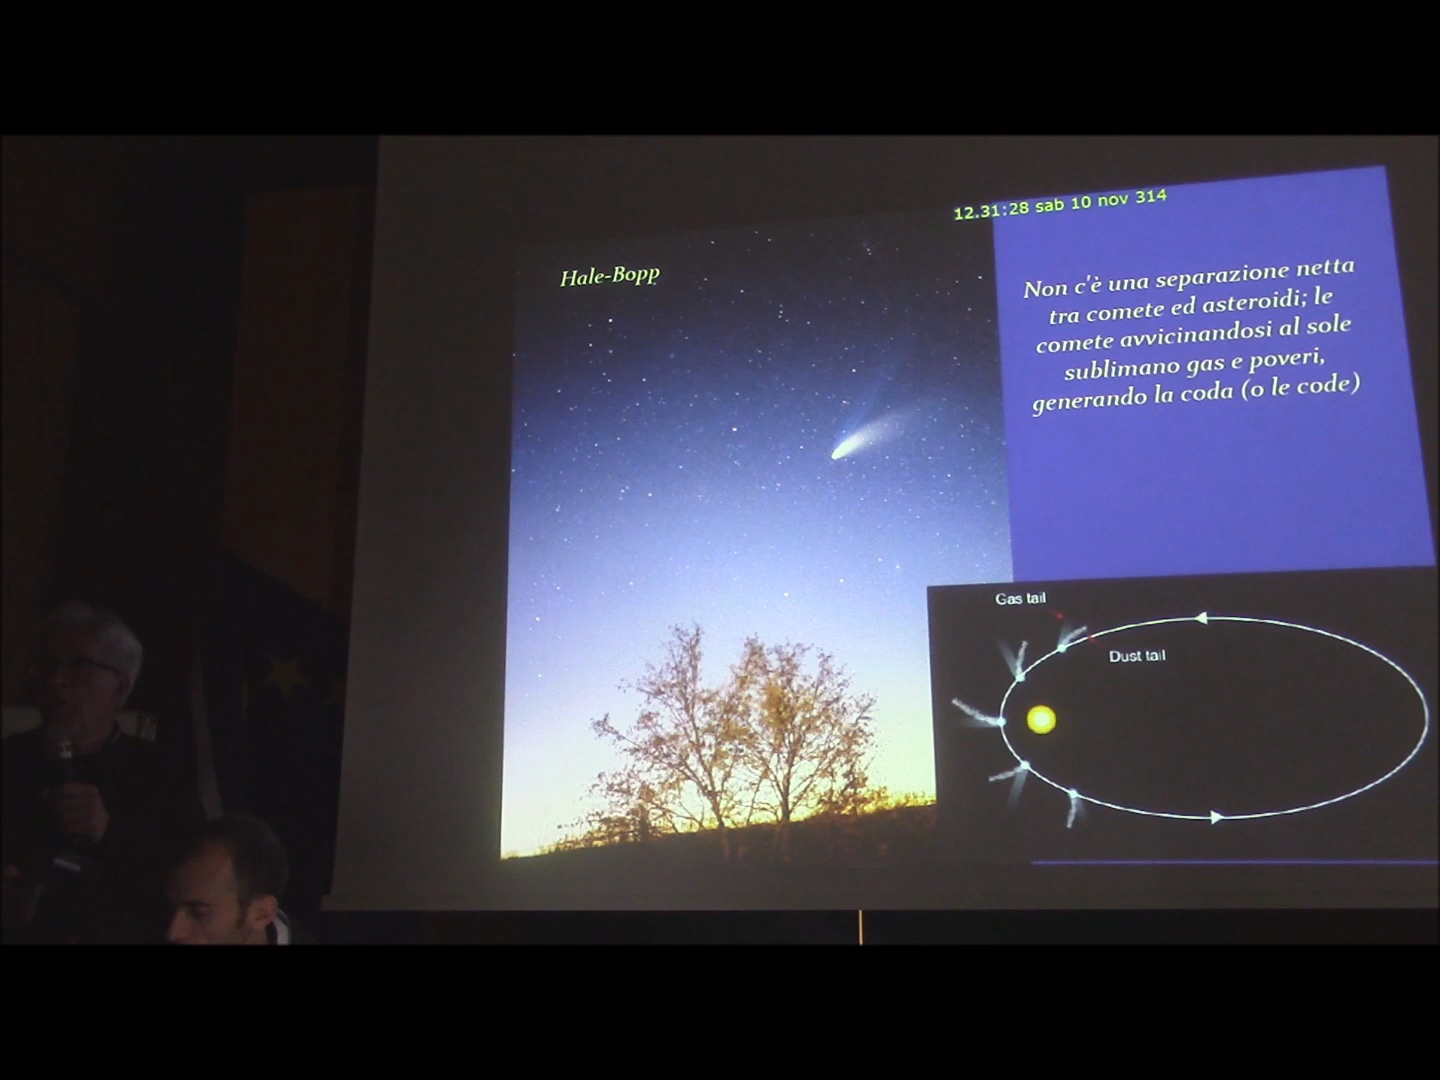 12.31:28 sab 10 nov 314
Hale-Bopp
Non c'è una separazione netta
tra comete ed asteroidi; le
comete avvicinandosi al sole
sublimano gas e poveri,
generando la coda (o le code)
Gas tail
Dust tail